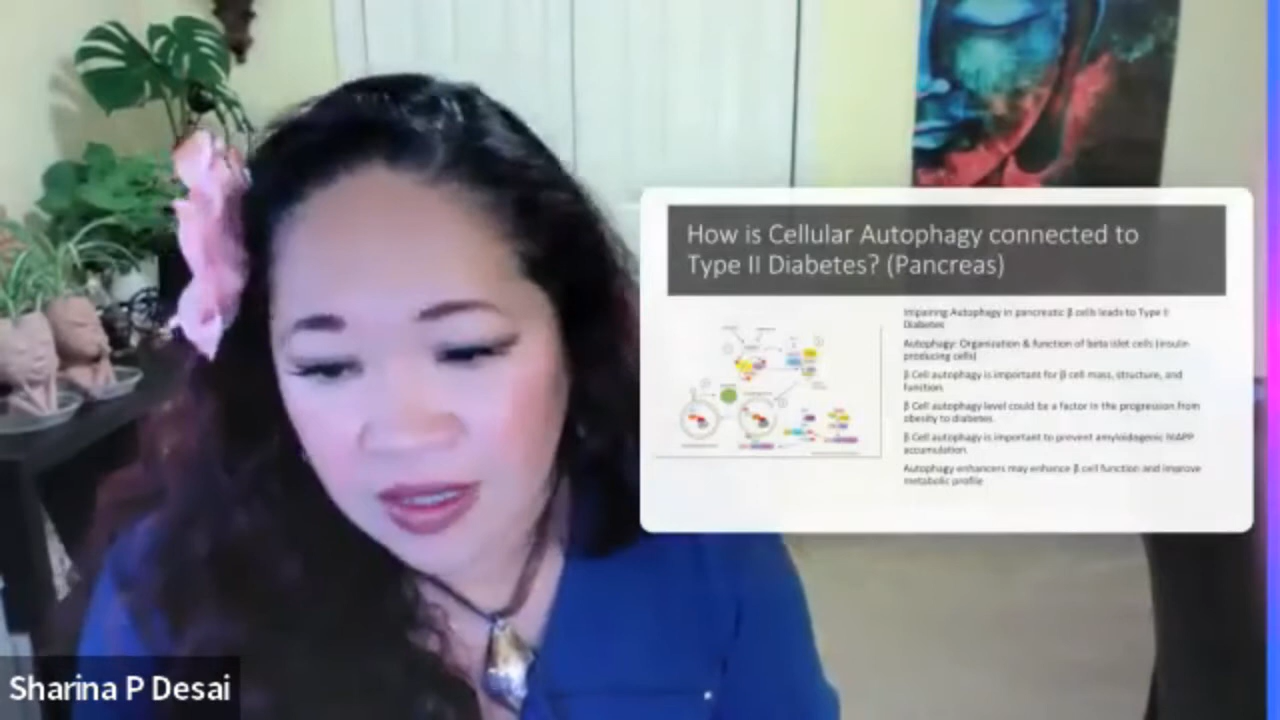 How is Cellular Autophagy connected to
Type II Diabetes? (Pancreas)
Impairing Autophagy in pancreatic β cells leads to Type II
Diabetes
Autophagy: Organization & function of beta islet cells (insulin
producing cells)
β Cell autophagy is important for β cell mass, structure, and
function.
β Cell autophagy level could be a factor in the progression from
obesity to diabetes.
β Cell autophagy is important to prevent amyloidogenic hIAPP
accumulation.
Autophagy enhancers may enhance β cell function and improve
metabolic profile
Sharina P Desai